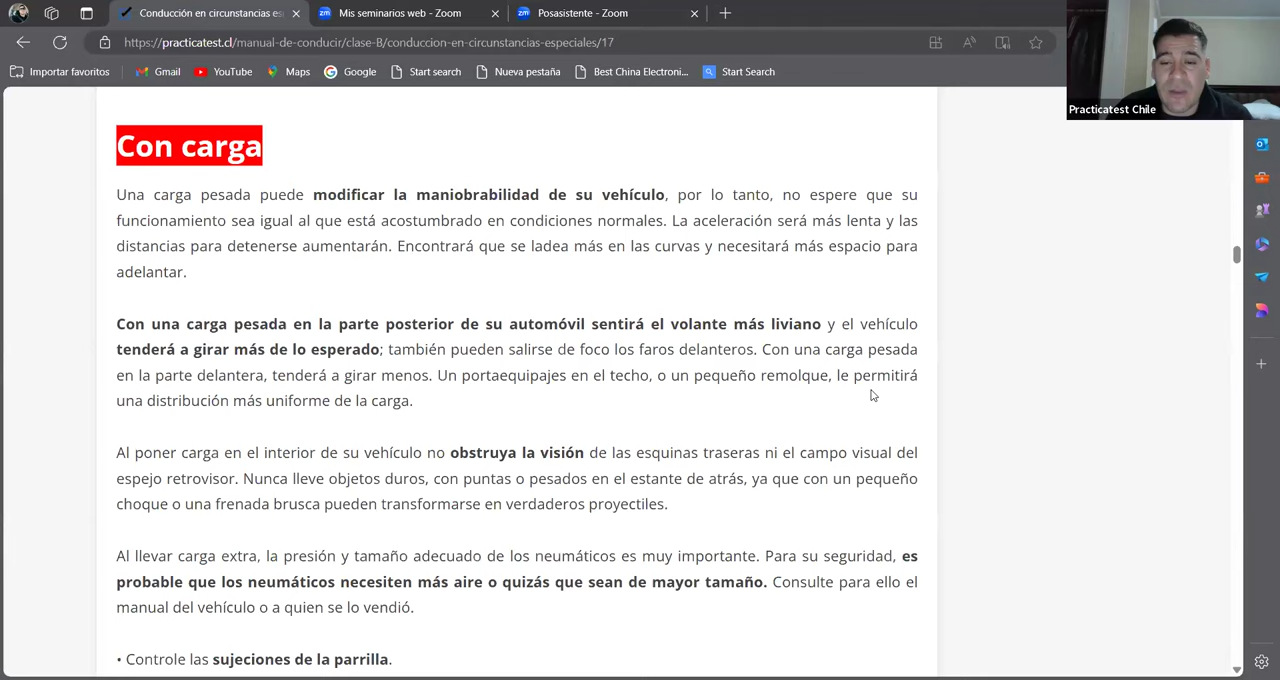 Conducción en circunstancias es
Mis seminarios web - Zoom
Posasistente - Zoom
https://practicatest.cl/manual-de-conducir/clase-B/conduccion-en-circunstancias-especiales/17
Importar favoritos
Gmail
YouTube
Maps
Google
Start search
Nueva pestaña
Best China Electroni...
Start Search
Practicatest Chile
Con carga
Una carga pesada puede modificar la maniobrabilidad de su vehículo, por lo tanto, no espere que su
funcionamiento sea igual al que está acostumbrado en condiciones normales. La aceleración será más lenta y las
distancias para detenerse aumentarán. Encontrará que se ladea más en las curvas y necesitará más espacio para
adelantar.
Con una carga pesada en la parte posterior de su automóvil sentirá el volante más liviano y el vehículo
tenderá a girar más de lo esperado; también pueden salirse de foco los faros delanteros. Con una carga pesada
en la parte delantera, tenderá a girar menos. Un portaequipajes en el techo, o un pequeño remolque, le permitirá
una distribución más uniforme de la carga.
Al poner carga en el interior de su vehículo no obstruya la visión de las esquinas traseras ni el campo visual del
espejo retrovisor. Nunca lleve objetos duros, con puntas o pesados en el estante de atrás, ya que con un pequeño
choque o una frenada brusca pueden transformarse en verdaderos proyectiles.
Al llevar carga extra, la presión y tamaño adecuado de los neumáticos es muy importante. Para su seguridad, es
probable que los neumáticos necesiten más aire o quizás que sean de mayor tamaño. Consulte para ello el
manual del vehículo o a quien se lo vendió.
• Controle las sujeciones de la parrilla.